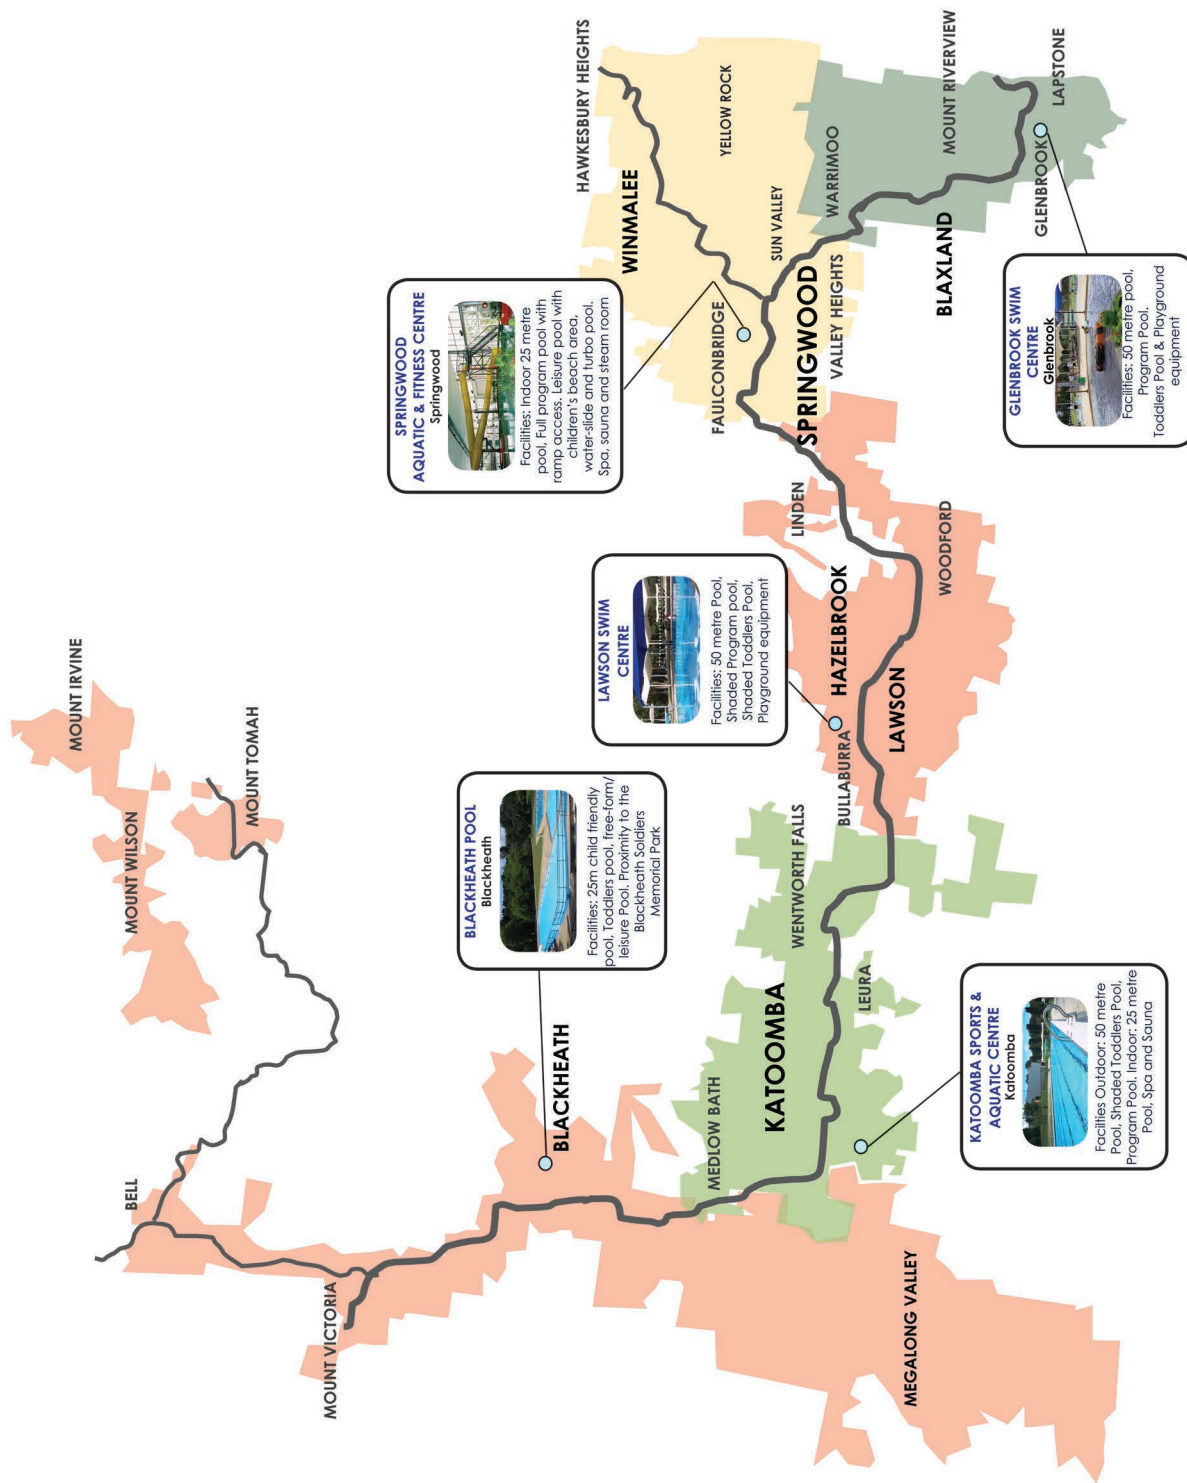 MOUNT IRVINE
MOUNT WILSON
MOUNT TOMAH
BELL
MOUNT VICTORIA
BLACKHEATH POOL
Blackheath
Facilities: 25m child friendly
pool, Toddlers pool, free-form/
leisure Pool. Proximity to the
Blackheath Soldiers
Memorial Park
BLACKHEATH
SPRINGWOOD
AQUATIC & FITNESS CENTRE
Springwood
Facilities: Indoor 25 metre
pool, Full program pool with
ramp access. Leisure pool with
children's beach area,
water-slide and turbo pool.
Spa, sauna and steam room
HAWKESBURY HEIGHTS
WINMALEE
YELLOW ROCK
SUN VALLEY
FAULCONBRIDGE
SPRINGWOOD
VALLEY HEIGHTS
WARRIMOO
MOUNT RIVERVIEW
BLAXLAND
LAPSTONE
GLENBROOK
LAWSON SWIM
CENTRE
Facilities: 50 metre Pool,
Shaded Program pool,
Shaded Toddlers Pool,
Playground equipment
LINDEN
HAZELBROOK
WOODFORD
LAWSON
BULLABURRA
WENTWORTH FALLS
LEURA
KATOOMBA
MEDLOW BATH
MEGALONG VALLEY
KATOOMBA SPORTS &
AQUATIC CENTRE
Katoomba
Facilities Outdoor: 50 metre
Pool, Shaded Toddlers Pool,
Program Pool. Indoor: 25 metre
Pool, Spa and Sauna
GLENBROOK SWIM
CENTRE
Glenbrook
Facilities: 50 metre pool,
Program Pool.
Toddlers Pool & Playground
equipment